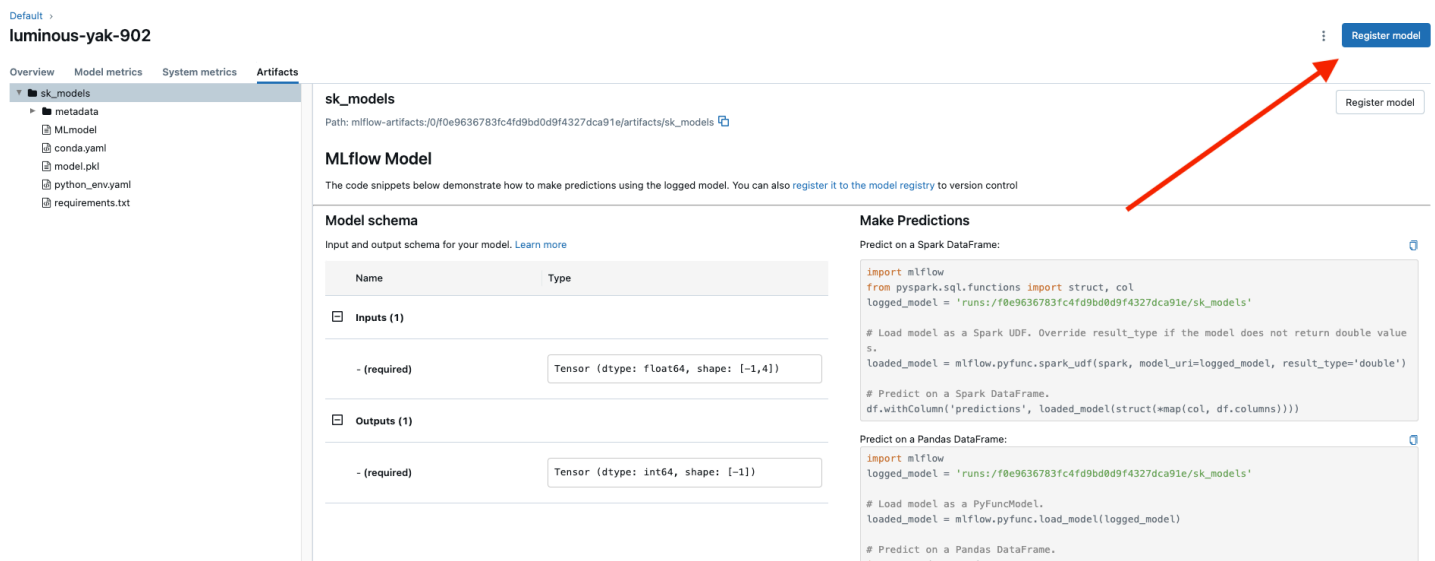 Default ›
luminous-yak-902
Register model
Overview Model metrics System metrics Artifacts
sk_models
metadata
MLmodel
conda.yaml
model.pkl
python_env.yaml
requirements.txt
sk_models
Register model
Path: mlflow-artifacts:/0/f0e9636783fc4fd9bd0d9f4327dca91e/artifacts/sk_models
MLflow Model
The code snippets below demonstrate how to make predictions using the logged model. You can also register it to the model registry to version control
Model schema
Input and output schema for your model. Learn more
Name Type
Inputs (1)
- (required) Tensor (dtype: float64, shape: [-1,4])
Outputs (1)
- (required) Tensor (dtype: int64, shape: [-1])
Make Predictions
Predict on a Spark DataFrame:
import mlflow
from pyspark.sql.functions import struct, col
logged_model = 'runs:/f0e9636783fc4fd9bd0d9f4327dca91e/sk_models'
# Load model as a Spark UDF. Override result_type if the model does not return double value
s.
loaded_model = mlflow.pyfunc.spark_udf(spark, model_uri=logged_model, result_type='double')
# Predict on a Spark DataFrame.
df.withColumn('predictions', loaded_model(struct(*map(col, df.columns))))
Predict on a Pandas DataFrame:
import mlflow
logged_model = 'runs:/f0e9636783fc4fd9bd0d9f4327dca91e/sk_models'
# Load model as a PyFuncModel.
loaded_model = mlflow.pyfunc.load_model(logged_model)
# Predict on a Pandas DataFrame.